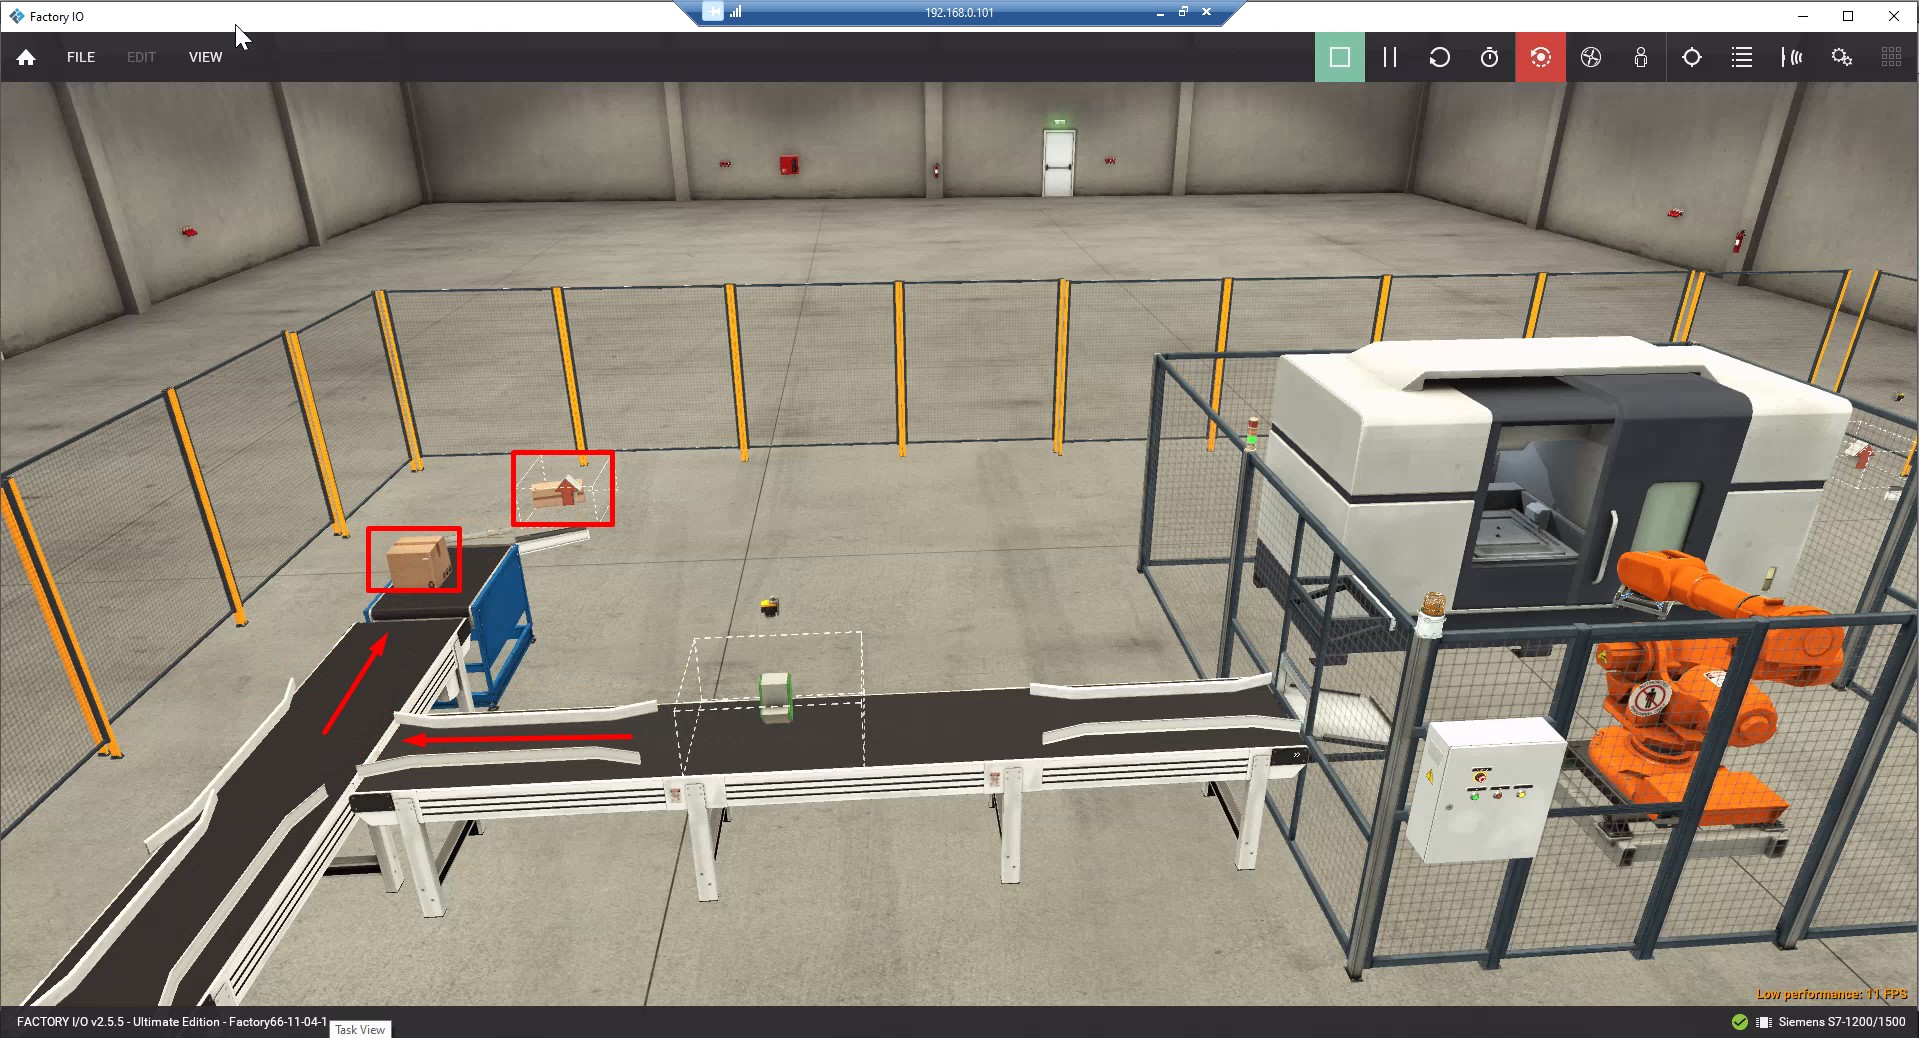 Factory IO
192.168.0.101
FILE
EDIT
VIEW
Low performance: 11 FPS
FACTORY I/O v2.5.5 - Ultimate Edition - Factory66-11-04-1
Task View
Siemens S7-1200/1500